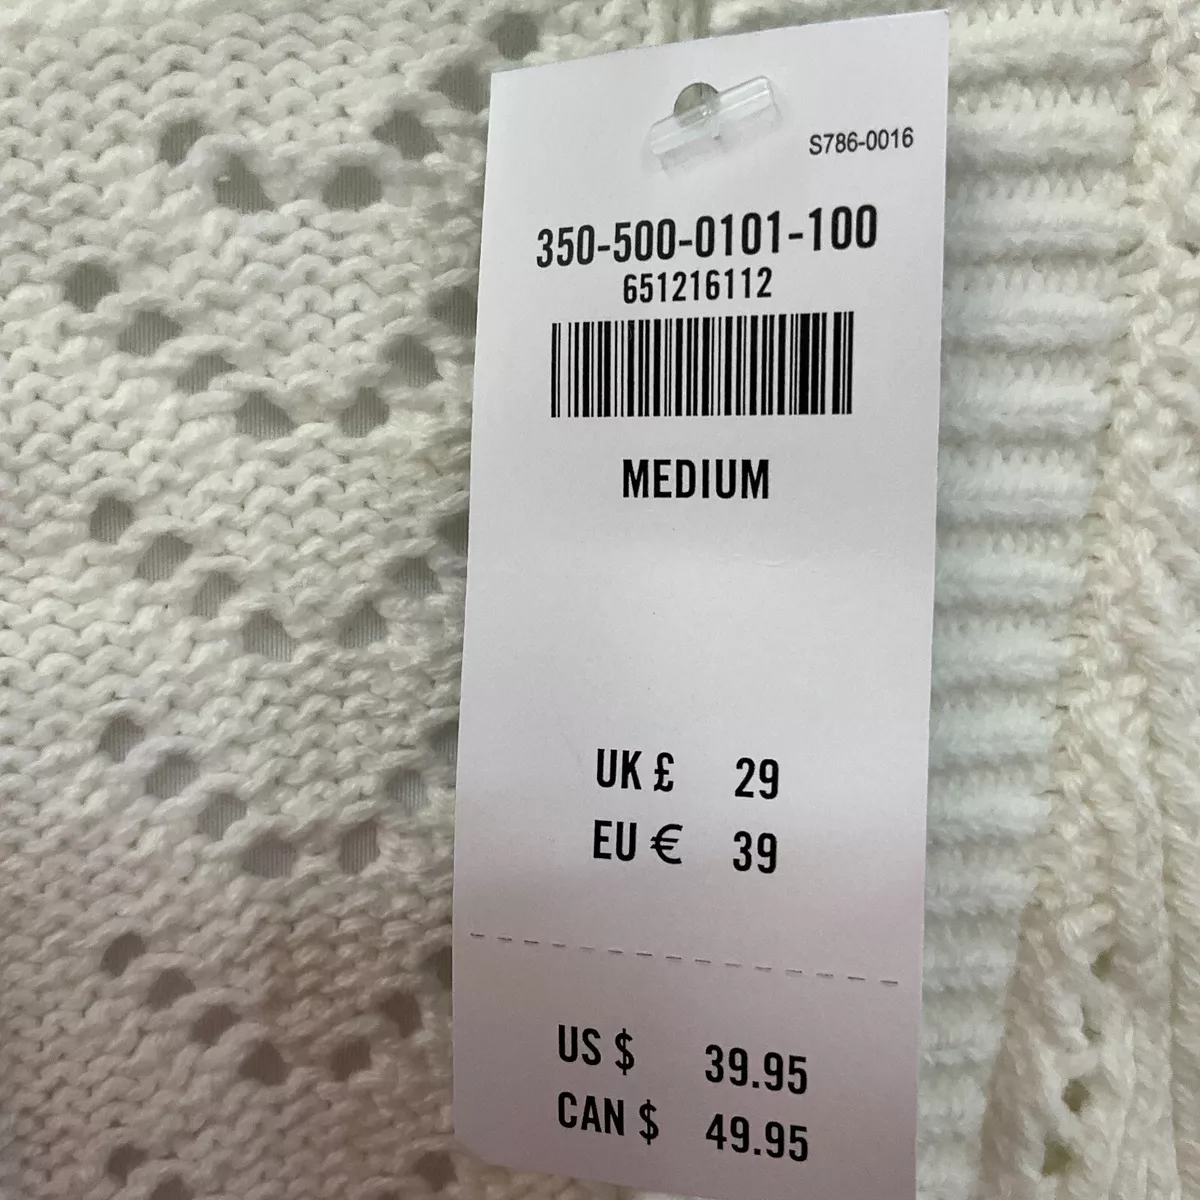 S786-0016
350-500-0101-100
651216112
MEDIUM
UK £ 29
EU € 39
US $ 39.95
CAN $ 49.95